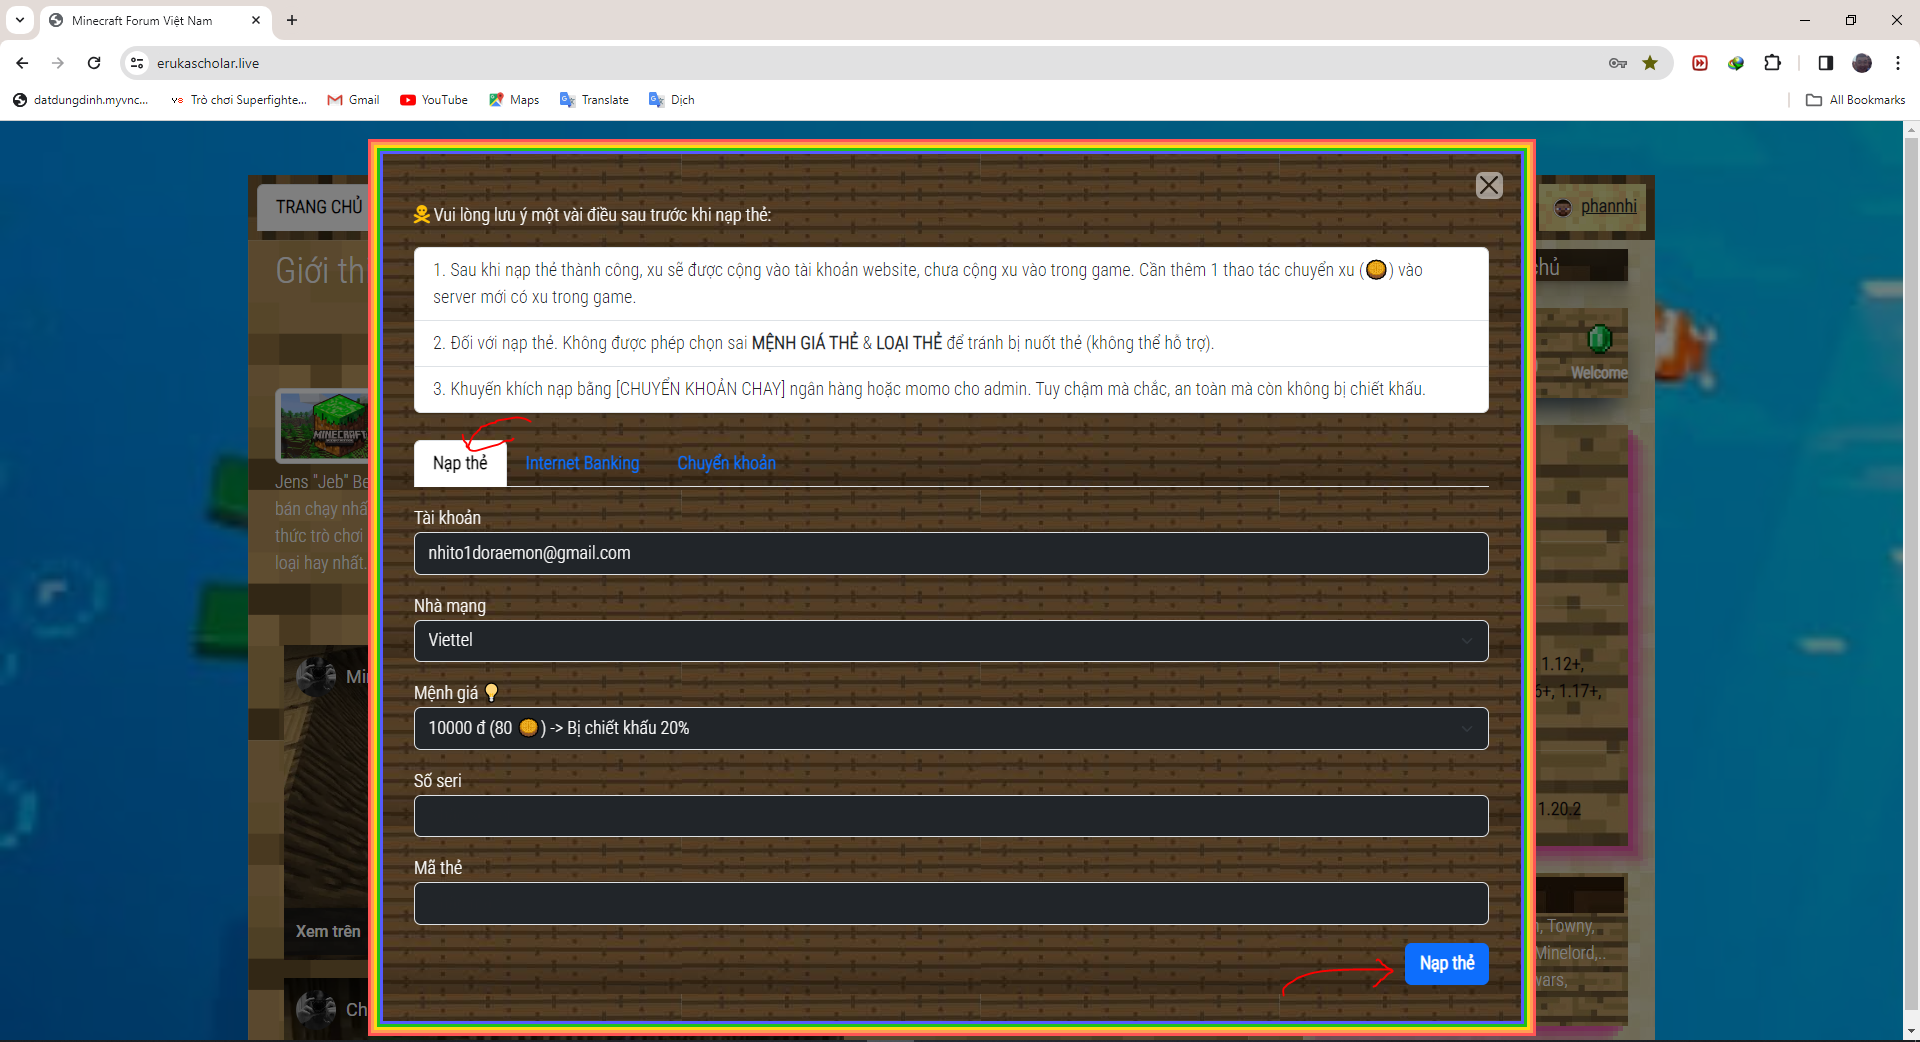 Minecraft Forum Việt Nam
erukascholar.live
datdungdinh.myvnc...
Trò chơi Superfighte...
Gmail
YouTube
Maps
Translate
Dịch
All Bookmarks
TRANG CHỦ
phannhi
Giới th
chủ
Welcome
MINECRAFT
Jens "Jeb" Be
bán chạy nhấ
thức trò chơi
loại hay nhất.
Mi
Xem trên
Ch
☠Vui lòng lưu ý một vài điều sau trước khi nạp thẻ:
1. Sau khi nạp thẻ thành công, xu sẽ được cộng vào tài khoản website, chưa cộng xu vào trong game. Cần thêm 1 thao tác chuyển xu () vào
server mới có xu trong game.
2. Đối với nạp thẻ. Không được phép chọn sai MỆNH GIÁ THẺ & LOẠI THẺ để tránh bị nuốt thẻ (không thể hỗ trợ).
3. Khuyến khích nạp bằng [CHUYỂN KHOẢN CHAY] ngân hàng hoặc momo cho admin. Tuy chậm mà chắc, an toàn mà còn không bị chiết khấu.
Nạp thẻ
Internet Banking
Chuyển khoản
Tài khoản
nhito1doraemon@gmail.com
Nhà mạng
Viettel
Mệnh giá
10000 đ (80 ) -> Bị chiết khấu 20%
Số seri
Mã thẻ
Nạp thẻ
, 1.12+,
6+, 1.17+,
1.20.2
, Towny,
Minelord,..
wars,